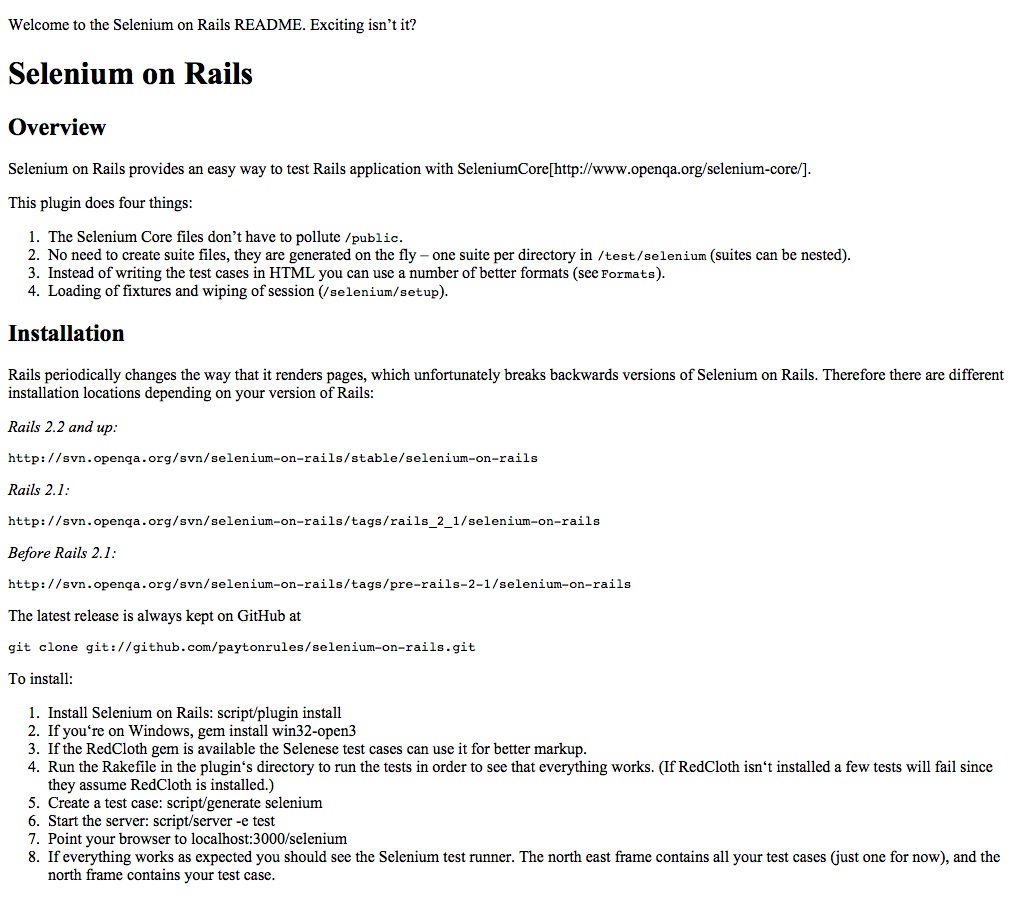 Welcome to the Selenium on Rails README. Exciting isn’t it?
Selenium on Rails
Overview
Selenium on Rails provides an easy way to test Rails application with SeleniumCore[http://www.openqa.org/selenium-core/].
This plugin does four things:
1. The Selenium Core files don’t have to pollute /public.
2. No need to create suite files, they are generated on the fly – one suite per directory in /test/selenium (suites can be nested).
3. Instead of writing the test cases in HTML you can use a number of better formats (see Formats).
4. Loading of fixtures and wiping of session (/selenium/setup).
Installation
Rails periodically changes the way that it renders pages, which unfortunately breaks backwards versions of Selenium on Rails. Therefore there are different
installation locations depending on your version of Rails:
Rails 2.2 and up:
http://svn.openqa.org/svn/selenium-on-rails/stable/selenium-on-rails
Rails 2.1:
http://svn.openqa.org/svn/selenium-on-rails/tags/rails_2_1/selenium-on-rails
Before Rails 2.1:
http://svn.openqa.org/svn/selenium-on-rails/tags/pre-rails-2-1/selenium-on-rails
The latest release is always kept on GitHub at
git clone git://github.com/paytonrules/selenium-on-rails.git
To install:
1. Install Selenium on Rails: script/plugin install
2. If you‘re on Windows, gem install win32-open3
3. If the RedCloth gem is available the Selenese test cases can use it for better markup.
4. Run the Rakefile in the plugin‘s directory to run the tests in order to see that everything works. (If RedCloth isn‘t installed a few tests will fail since
they assume RedCloth is installed.)
5. Create a test case: script/generate selenium
6. Start the server: script/server -e test
7. Point your browser to localhost:3000/selenium
8. If everything works as expected you should see the Selenium test runner. The north east frame contains all your test cases (just one for now), and the
north frame contains your test case.